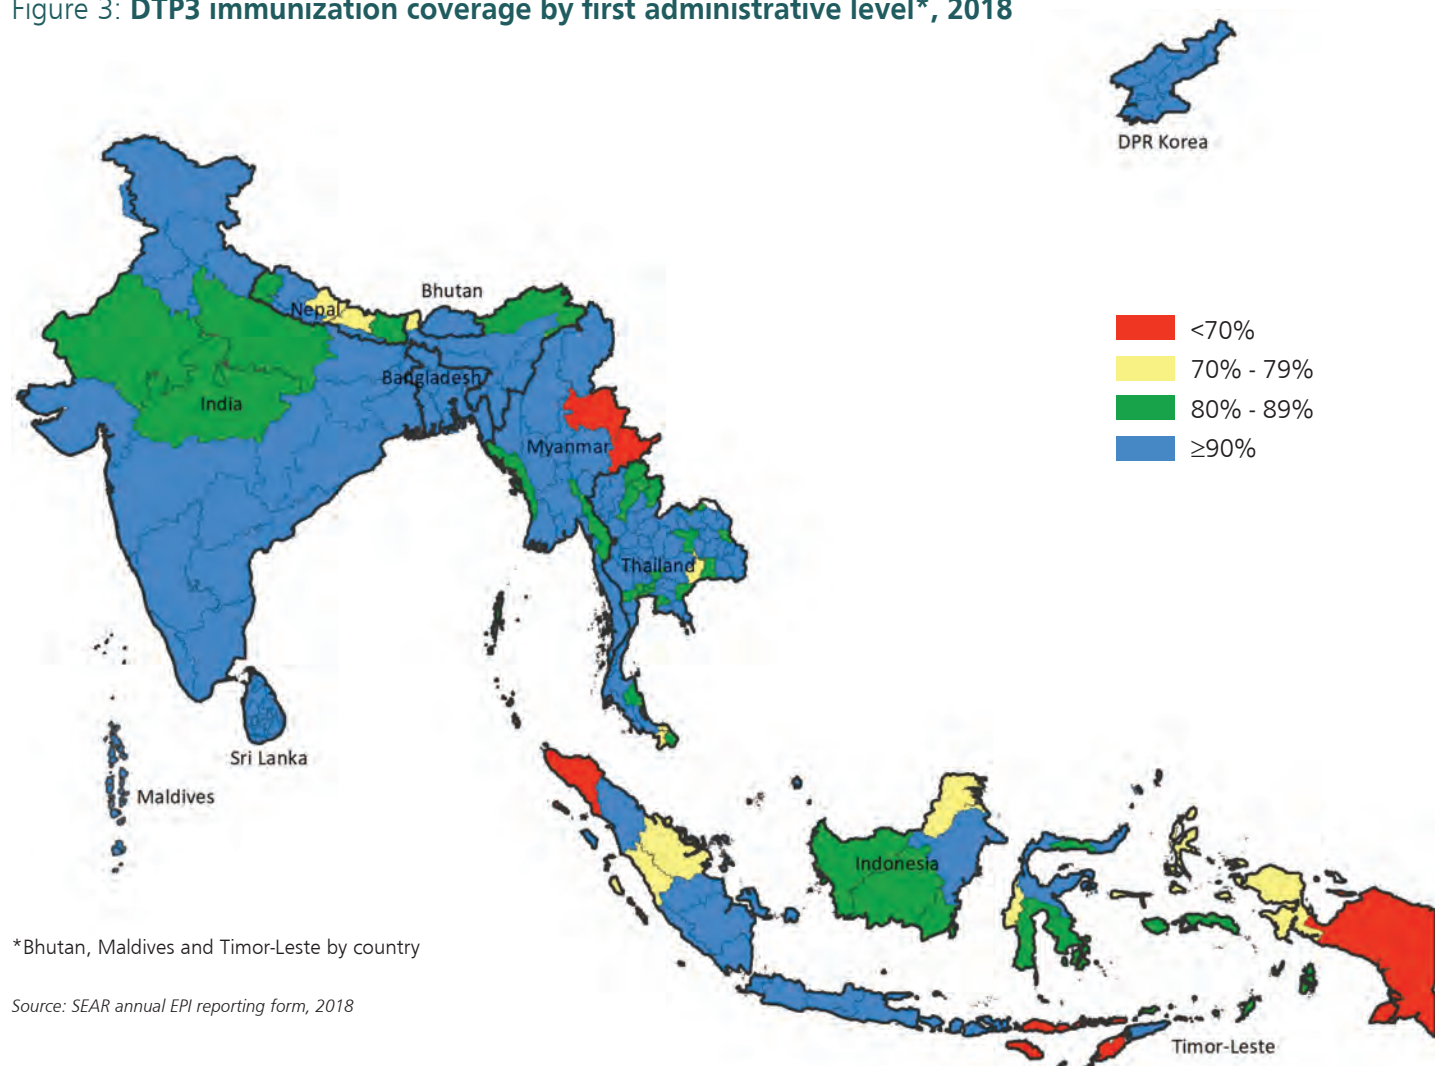 Figure 3: DTP3 immunization coverage by first administrative level*, 2018
DPR Korea
Bhutan
Nepal
<70%
70% - 79%
Bangladesh
80% - 89%
India
Myanmar
≥90%
Thailand
Sri Lanka
Maldives
Indonesia
*Bhutan, Maldives and Timor-Leste by country
Source: SEAR annual EPI reporting form, 2018
Timor-Leste